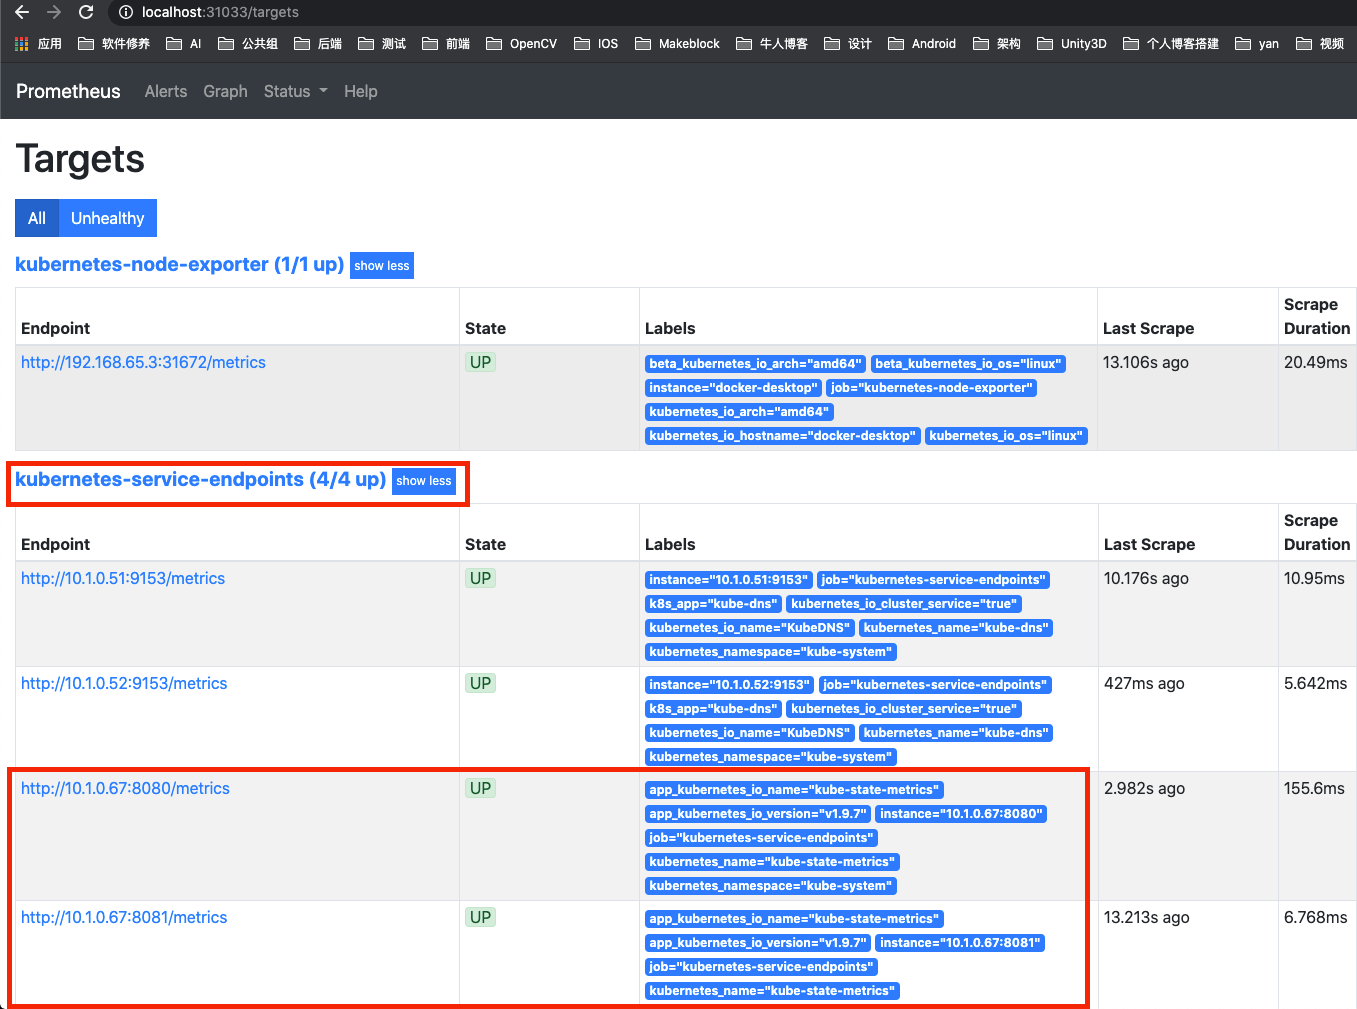 localhost:31033/targets
应用 软件修养 AI 公共组 后端 测试 前端 OpenCV IOS Makeblock 牛人博客 设计 Android 架构 Unity3D 个人博客搭建 yan 视频
Prometheus Alerts Graph Status Help
Targets
All Unhealthy
kubernetes-node-exporter (1/1 up) show less
Endpoint State Labels Last Scrape Scrape Duration
http://192.168.65.3:31672/metrics UP beta_kubernetes_io_arch="amd64" beta_kubernetes_io_os="linux" 13.106s ago 20.49ms
instance="docker-desktop" job="kubernetes-node-exporter"
kubernetes_io_arch="amd64"
kubernetes_io_hostname="docker-desktop" kubernetes_io_os="linux"
kubernetes-service-endpoints (4/4 up) show less
Endpoint State Labels Last Scrape Scrape Duration
http://10.1.0.51:9153/metrics UP instance="10.1.0.51:9153" job="kubernetes-service-endpoints" 10.176s ago 10.95ms
k8s_app="kube-dns" kubernetes_io_cluster_service="true"
kubernetes_io_name="KubeDNS" kubernetes_name="kube-dns"
kubernetes_namespace="kube-system"
http://10.1.0.52:9153/metrics UP instance="10.1.0.52:9153" job="kubernetes-service-endpoints" 427ms ago 5.642ms
k8s_app="kube-dns" kubernetes_io_cluster_service="true"
kubernetes_io_name="KubeDNS" kubernetes_name="kube-dns"
kubernetes_namespace="kube-system"
http://10.1.0.67:8080/metrics UP app_kubernetes_io_name="kube-state-metrics" 2.982s ago 155.6ms
app_kubernetes_io_version="v1.9.7" instance="10.1.0.67:8080"
job="kubernetes-service-endpoints"
kubernetes_name="kube-state-metrics"
kubernetes_namespace="kube-system"
http://10.1.0.67:8081/metrics UP app_kubernetes_io_name="kube-state-metrics" 13.213s ago 6.768ms
app_kubernetes_io_version="v1.9.7" instance="10.1.0.67:8081"
job="kubernetes-service-endpoints"
kubernetes_name="kube-state-metrics"